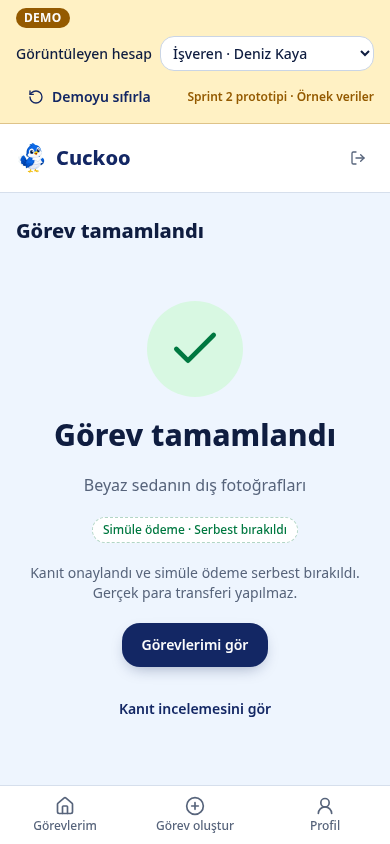 DEMO
Görüntüleyen hesap
İşveren · Deniz Kaya
Demoyu sıfırla
Sprint 2 prototipi · Örnek veriler
Cuckoo
Görev tamamlandı
Görev tamamlandı
Beyaz sedanın dış fotoğrafları
Simüle ödeme · Serbest bırakıldı
Kanıt onaylandı ve simüle ödeme serbest bırakıldı.
Gerçek para transferi yapılmaz.
Görevlerimi gör
Kanıt incelemesini gör
Görevlerim
Görev oluştur
Profil